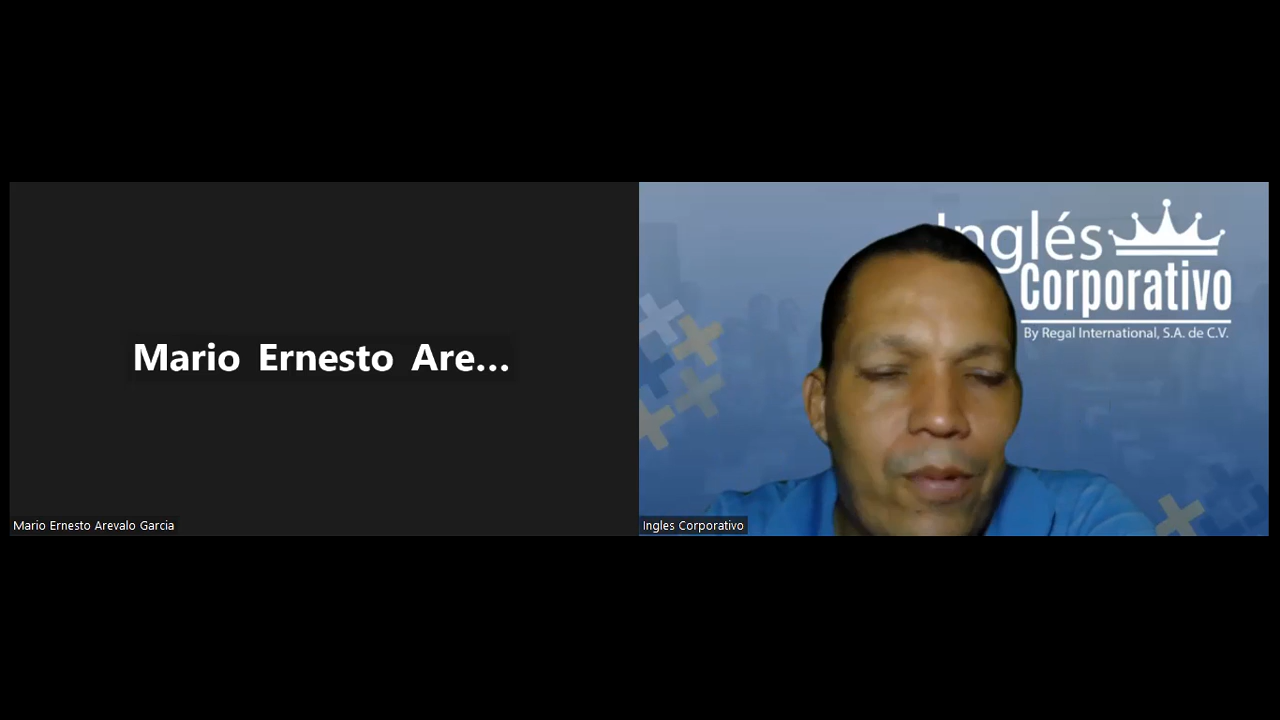 Mario Ernesto Are...
Mario Ernesto Arevalo Garcia
Inglés
Corporativo
By Regal International, S.A. de C.V.
Ingles Corporativo